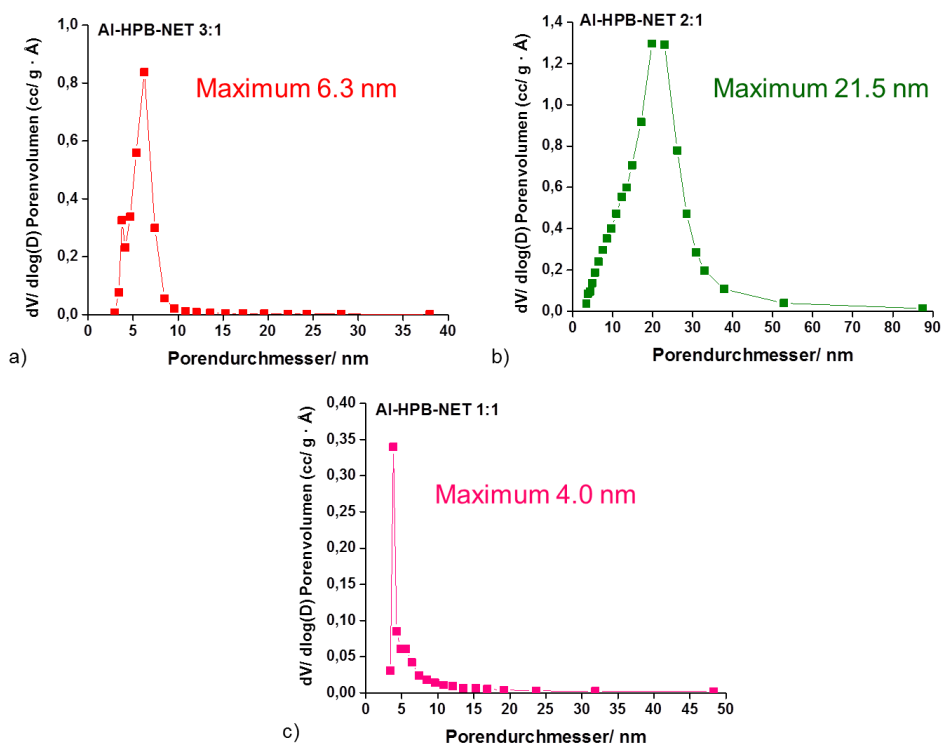 Al-HPB-NET 3:1
Maximum 6.3 nm
dV/ dlog(D) Porenvolumen (cc/ g · Å)
1,0
0,8
0,6
0,4
0,2
0,0
0 5 10 15 20 25 30 35 40
Porendurchmesser/ nm
a)
Al-HPB-NET 2:1
Maximum 21.5 nm
dV/ dlog(D) Porenvolumen (cc/ g · Å)
1,4
1,2
1,0
0,8
0,6
0,4
0,2
0,0
0 10 20 30 40 50 60 70 80 90
Porendurchmesser/ nm
b)
Al-HPB-NET 1:1
Maximum 4.0 nm
dV/ dlog(D) Porenvolumen (cc/ g · Å)
0,40
0,35
0,30
0,25
0,20
0,15
0,10
0,05
0,00
0 5 10 15 20 25 30 35 40 45 50
Porendurchmesser/ nm
c)